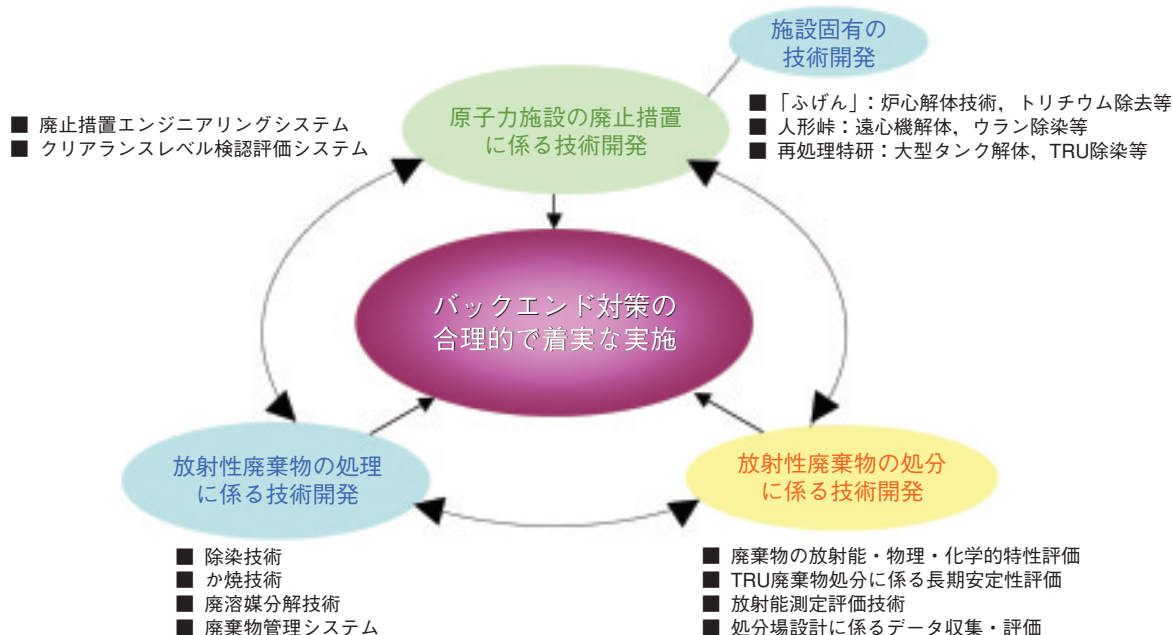 施設固有の
技術開発
■ 「ふげん」：炉心解体技術，トリチウム除去等
■ 人形峠：遠心機解体，ウラン除染等
■ 再処理特研：大型タンク解体，TRU除染等
原子力施設の廃止措置
に係る技術開発
■ 廃止措置エンジニアリングシステム
■ クリアランスレベル検認評価システム
バックエンド対策の
合理的で着実な実施
放射性廃棄物の処理
に係る技術開発
■ 除染技術
■ か焼技術
■ 廃溶媒分解技術
■ 廃棄物管理システム
放射性廃棄物の処分
に係る技術開発
■ 廃棄物の放射能・物理・化学的特性評価
■ TRU廃棄物処分に係る長期安定性評価
■ 放射能測定評価技術
■ 処分場設計に係るデータ収集・評価